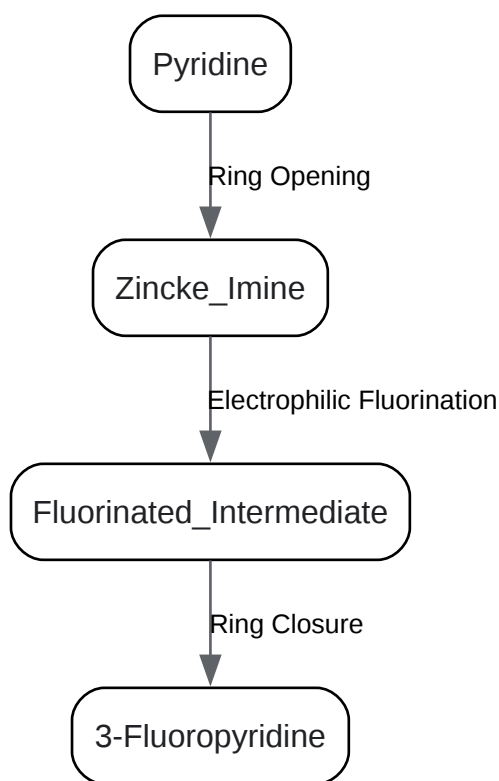 Pyridine
Ring Opening
Zincke_Imine
Electrophilic Fluorination
Fluorinated_Intermediate
Ring Closure
3-Fluoropyridine